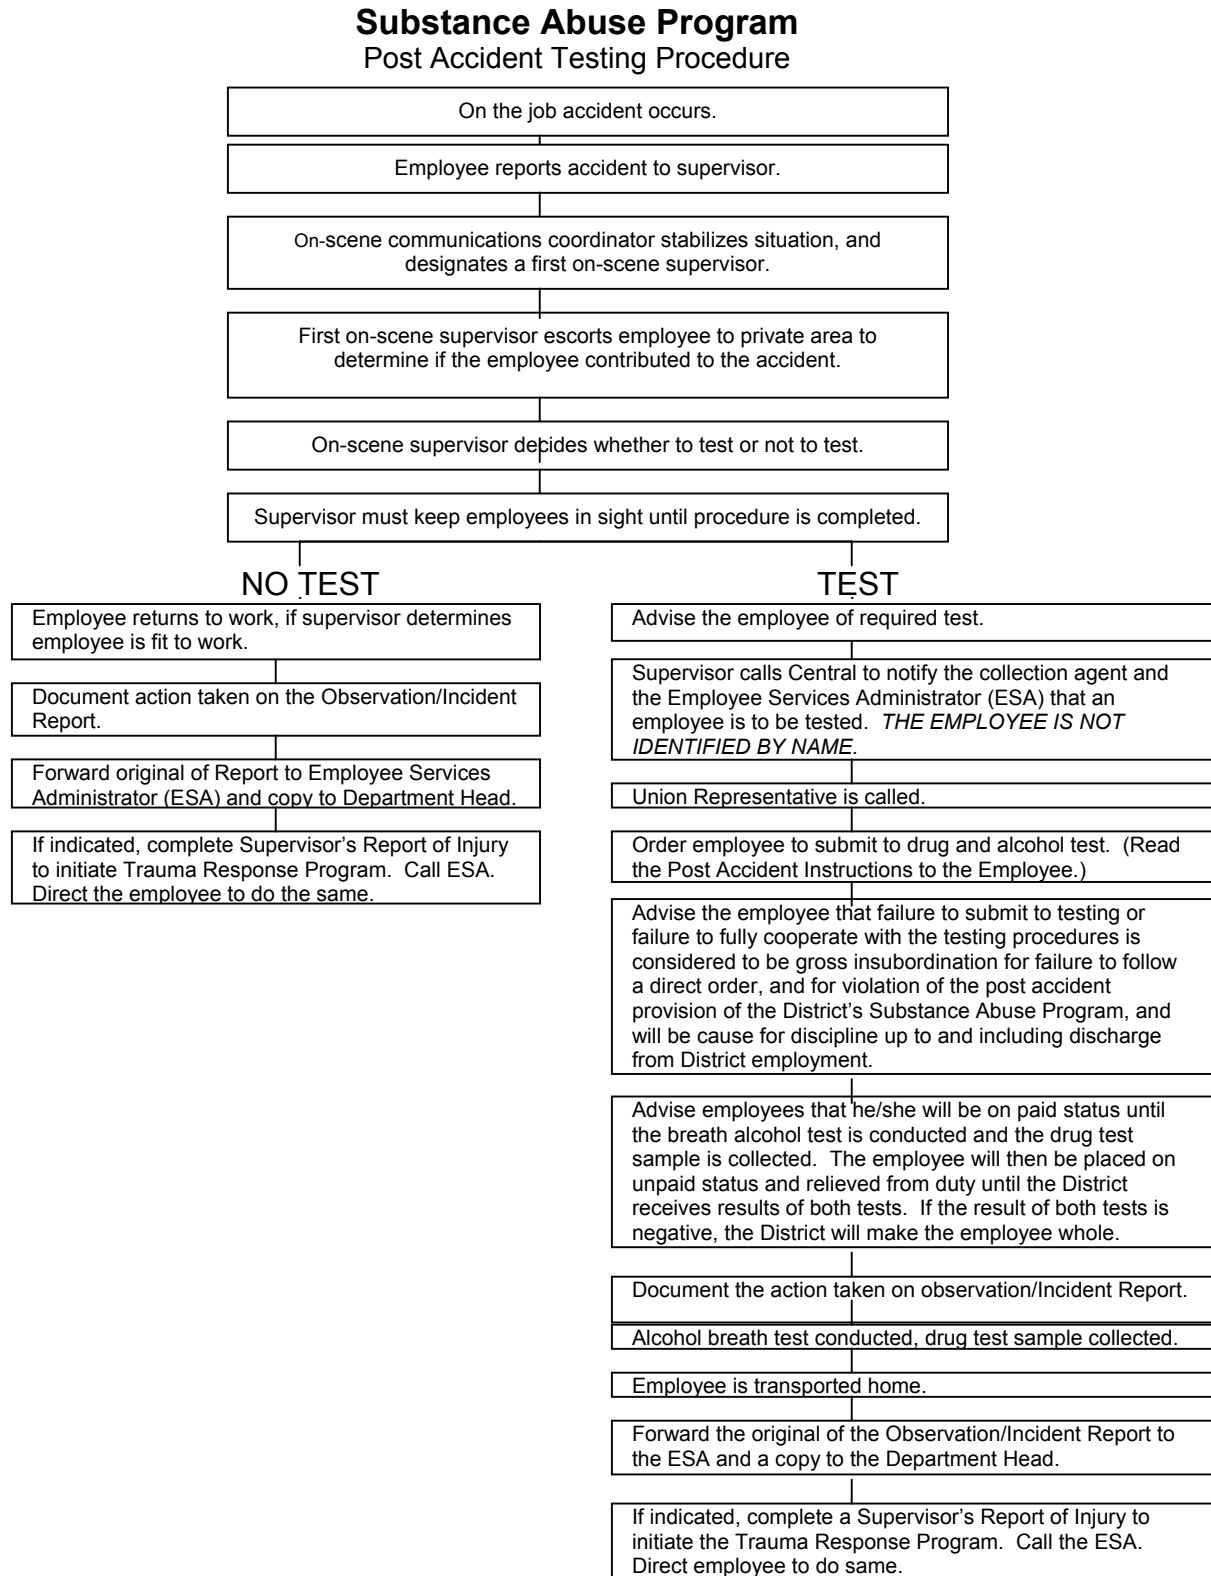 Substance Abuse Program
Post Accident Testing Procedure
On the job accident occurs.
Employee reports accident to supervisor.
On-scene communications coordinator stabilizes situation, and
designates a first on-scene supervisor.
First on-scene supervisor escorts employee to private area to
determine if the employee contributed to the accident.
On-scene supervisor decides whether to test or not to test.
Supervisor must keep employees in sight until procedure is completed.
NO TEST
Employee returns to work, if supervisor determines
employee is fit to work.
Document action taken on the Observation/Incident
Report.
Forward original of Report to Employee Services
Administrator (ESA) and copy to Department Head.
If indicated, complete Supervisor's Report of Injury
to initiate Trauma Response Program.  Call ESA.
Direct the employee to do the same.
TEST
Advise the employee of required test.
Supervisor calls Central to notify the collection agent and
the Employee Services Administrator (ESA) that an
employee is to be tested.  THE EMPLOYEE IS NOT
IDENTIFIED BY NAME.
Union Representative is called.
Order employee to submit to drug and alcohol test.  (Read
the Post Accident Instructions to the Employee.)
Advise the employee that failure to submit to testing or
failure to fully cooperate with the testing procedures is
considered to be gross insubordination for failure to follow
a direct order, and for violation of the post accident
provision of the District's Substance Abuse Program, and
will be cause for discipline up to and including discharge
from District employment.
Advise employees that he/she will be on paid status until
the breath alcohol test is conducted and the drug test
sample is collected.  The employee will then be placed on
unpaid status and relieved from duty until the District
receives results of both tests.  If the result of both tests is
negative, the District will make the employee whole.
Document the action taken on observation/Incident Report.
Alcohol breath test conducted, drug test sample collected.
Employee is transported home.
Forward the original of the Observation/Incident Report to
the ESA and a copy to the Department Head.
If indicated, complete a Supervisor's Report of Injury to
initiate the Trauma Response Program.  Call the ESA.
Direct employee to do same.